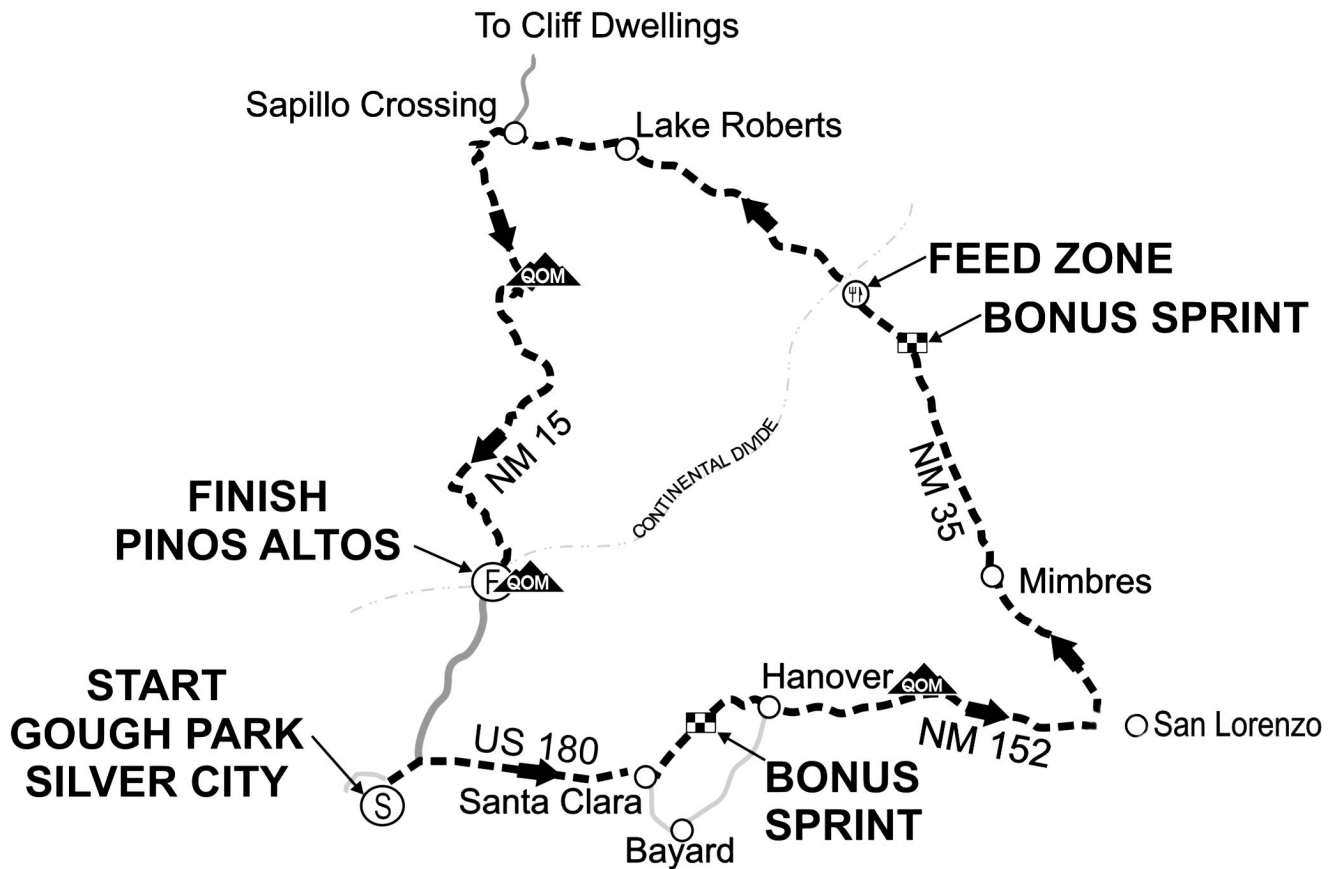 To Cliff Dwellings
Sapillo Crossing
Lake Roberts
QOM
FEED ZONE
BONUS SPRINT
NM 15
CONTINENTAL DIVIDE
NM 35
FINISH
PINOS ALTOS
F
QOM
Mimbres
START
GOUGH PARK
SILVER CITY
S
US 180
Santa Clara
Bayard
BONUS
SPRINT
Hanover
QOM
NM 152
San Lorenzo